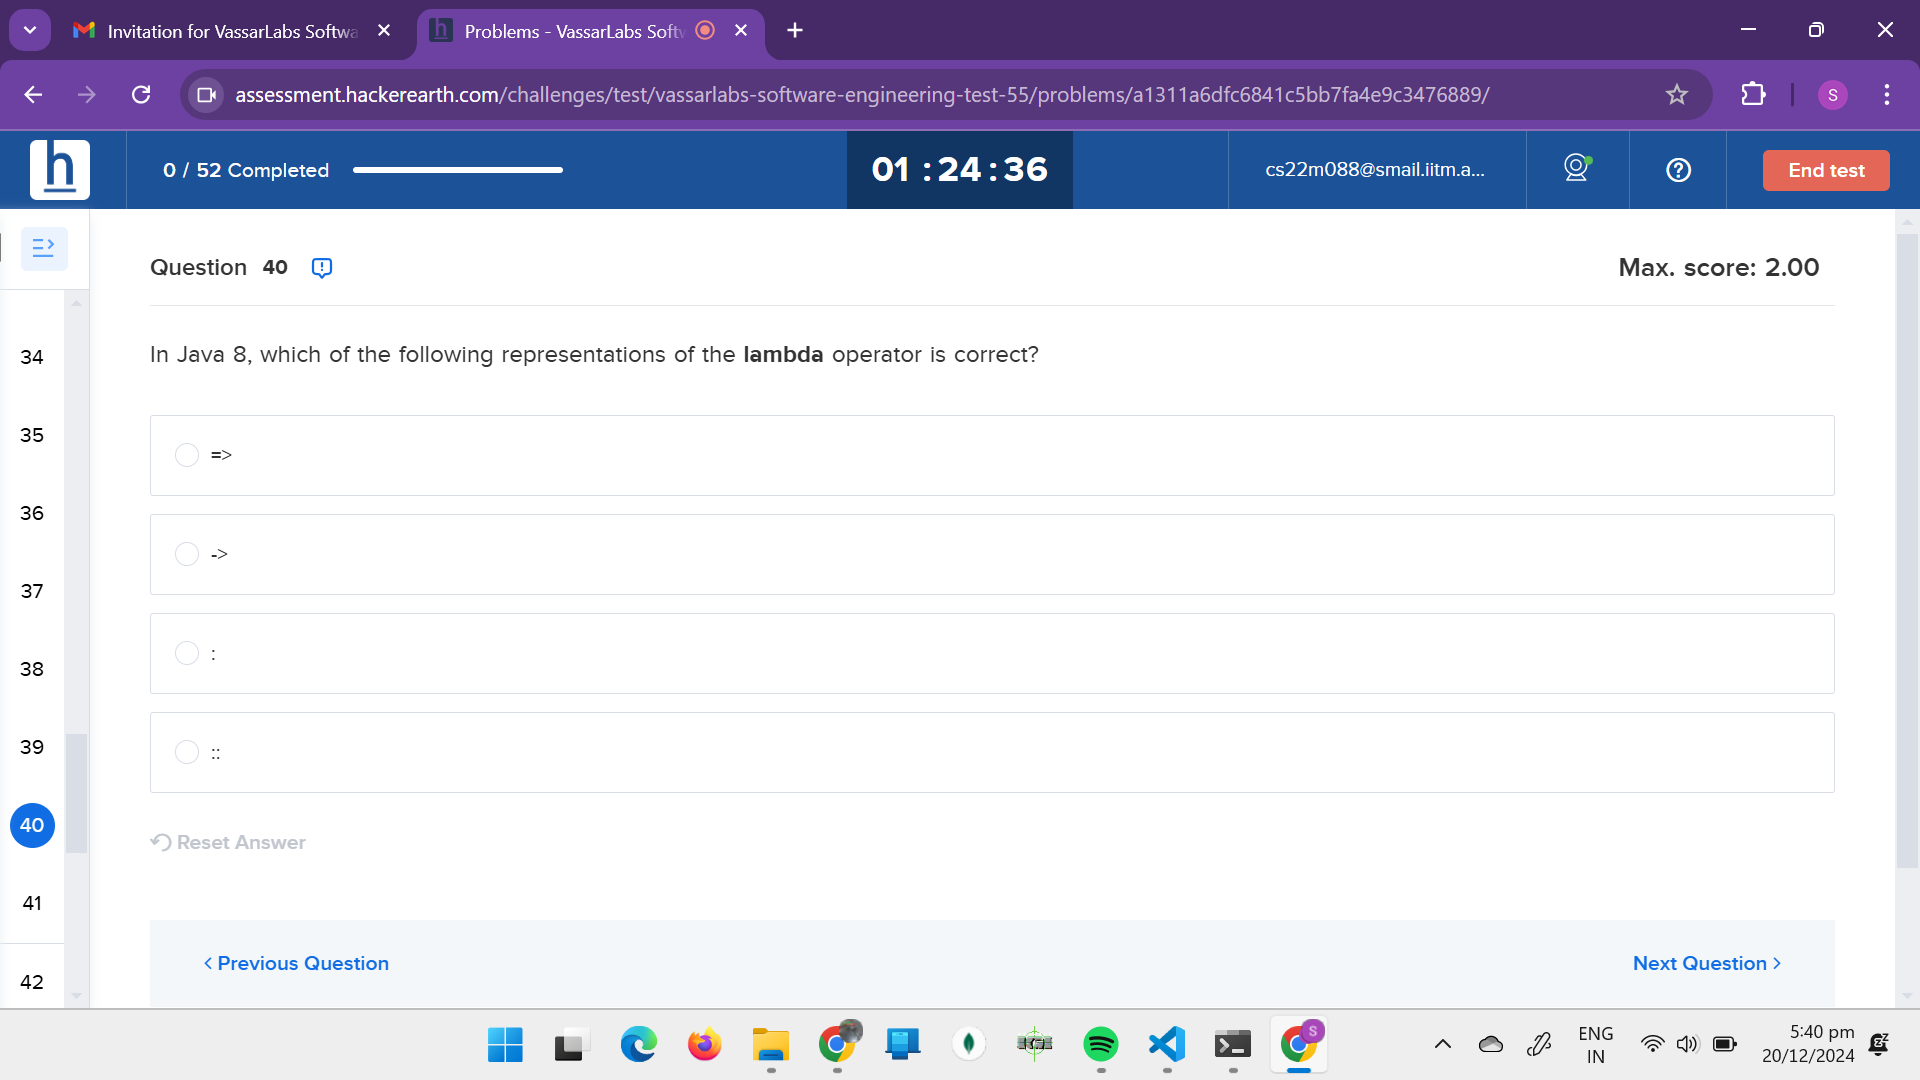 Invitation for VassarLabs Softwa
Problems - VassarLabs Softw
assessment.hackerearth.com/challenges/test/vassarlabs-software-engineering-test-55/problems/a1311a6dfc6841c5bb7fa4e9c3476889/
S
h
0 / 52 Completed
01 : 24 : 36
cs22m088@smail.iitm.a...
End test
Question 40
Max. score: 2.00
In Java 8, which of the following representations of the lambda operator is correct?
=>
->
:
::
Reset Answer
34
35
36
37
38
39
40
41
42
< Previous Question
Next Question >
S
ENG
IN
5:40 pm
20/12/2024